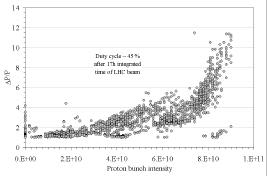 14
12
10
8
6
4
2
0
ΔP/P
Duty cycle – 45%
after 17h integrated
time of LHC beam
0.E+00 2.E+10 4.E+10 6.E+10 8.E+10 1.E+11
Proton bunch intensity